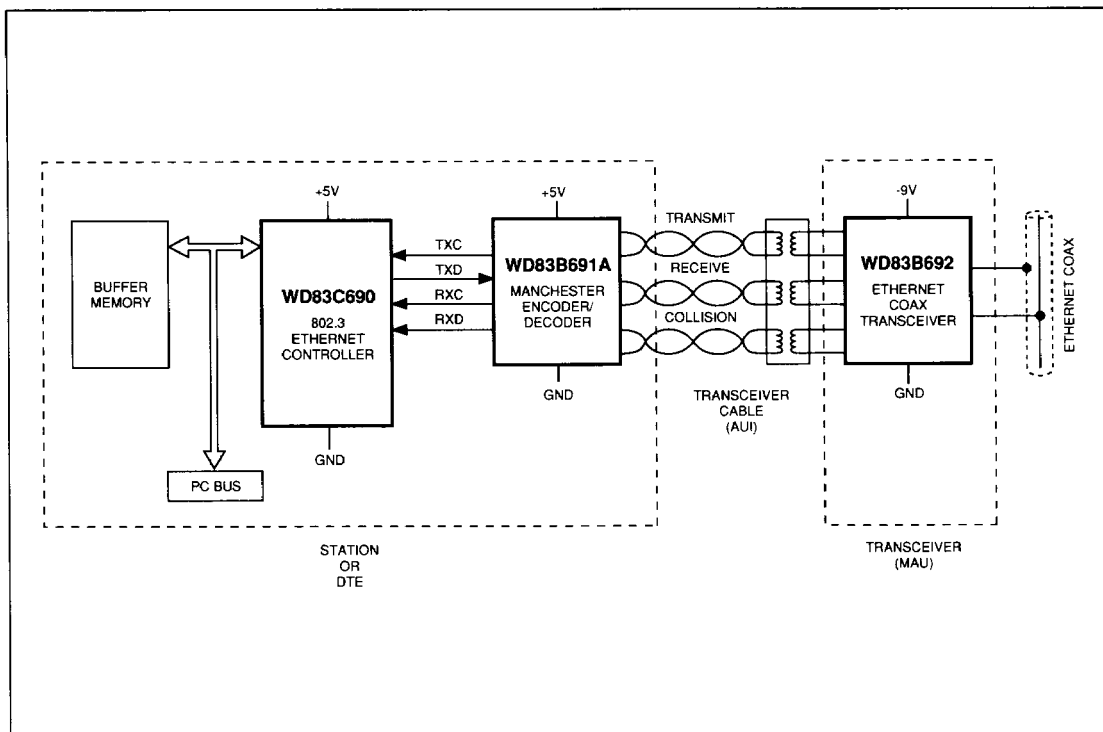 BUFFER
MEMORY
PC BUS
+5V
WD83C690
802.3
ETHERNET
CONTROLLER
GND
TXC
TXD
RXC
RXD
+5V
WD83B691A
MANCHESTER
ENCODER/
DECODER
GND
STATION
OR
DTE
TRANSMIT
RECEIVE
COLLISION
TRANSCEIVER
CABLE
(AUI)
-9V
WD83B692
ETHERNET
COAX
TRANSCEIVER
GND
TRANSCEIVER
(MAU)
ETHERNET COAX